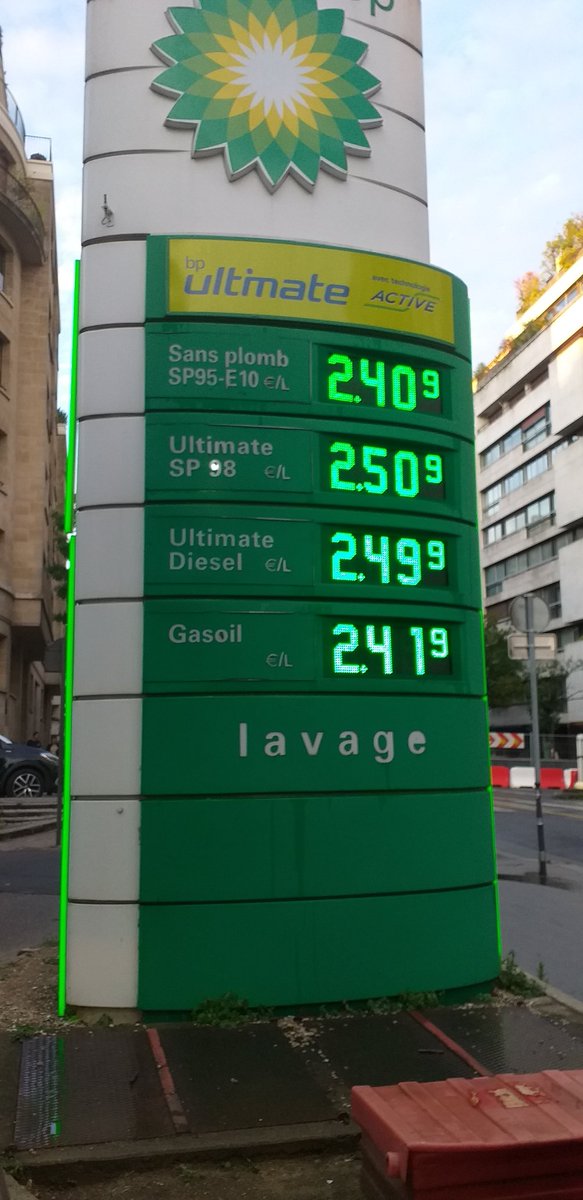 bp
ultimate
avec technologie
ACTIVE
Sans plomb
SP95-E10 €/L
2.40⁹
Ultimate
SP 98 €/L
2.50⁹
Ultimate
Diesel €/L
2.49⁹
Gasoil
€/L
2.41⁹
lavage